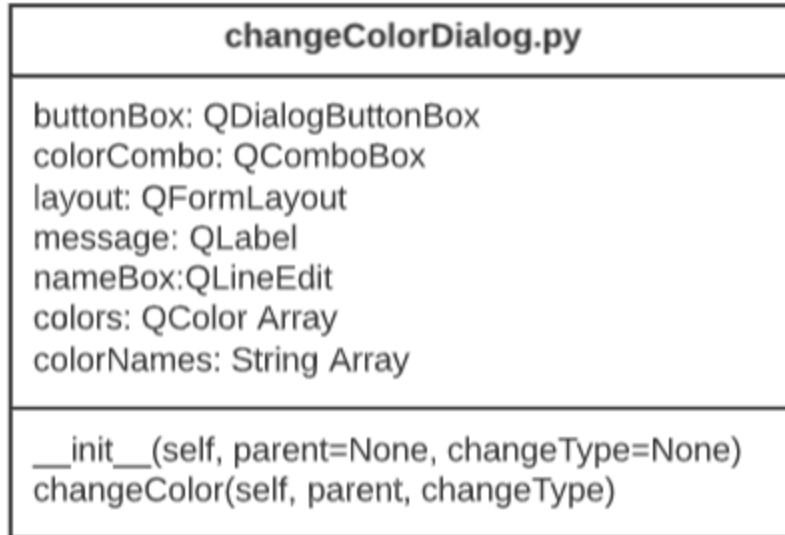 changeColorDialog.py
buttonBox: QDialogButtonBox
colorCombo: QComboBox
layout: QFormLayout
message: QLabel
nameBox:QLineEdit
colors: QColor Array
colorNames: String Array
__init__(self, parent=None, changeType=None)
changeColor(self, parent, changeType)